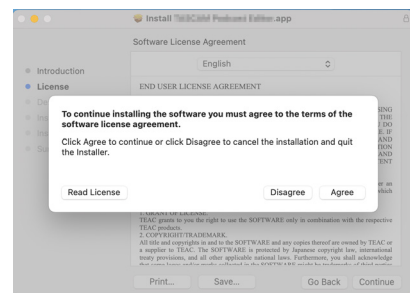 Install TASCAM Podcast Editor.app
Software License Agreement
English
Introduction
License
END USER LICENSE AGREEMENT
To continue installing the software you must agree to the terms of the
software license agreement.
Click Agree to continue or click Disagree to cancel the installation and quit
the Installer.
Read License
Disagree
Agree
1. GRANT OF LICENSE.
TEAC grants to you the right to use the SOFTWARE only in combination with the respective
TEAC products.
2. COPYRIGHT/TRADEMARK.
All title and copyrights in and to the SOFTWARE and any copies thereof are owned by TEAC or
a supplier to TEAC. The SOFTWARE is protected by Japanese copyright law, international
treaty provisions, and all other applicable national laws. Furthermore, you shall acknowledge
Print...
Save...
Go Back
Continue